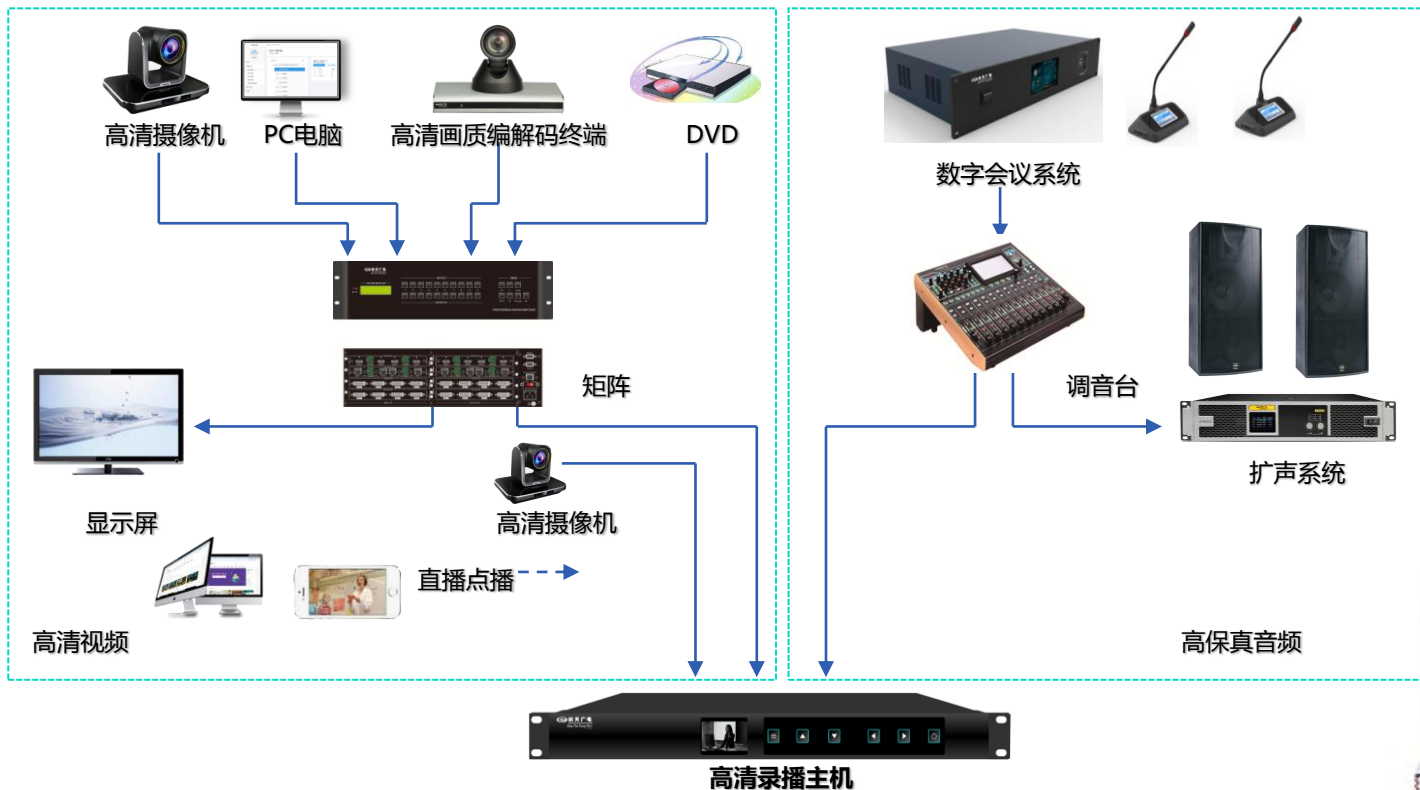 高清摄像机
PC电脑
高清画质编解码终端
DVD
数字会议系统
矩阵
调音台
扩声系统
显示屏
高清摄像机
直播点播
高清视频
高保真音频
高清录播主机